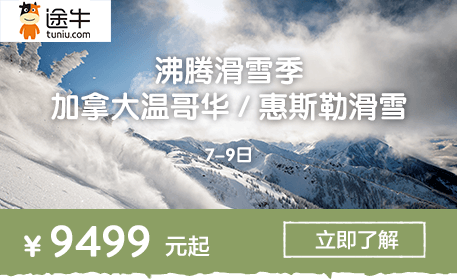 途牛
tuniu.com
沸腾滑雪季
加拿大温哥华 / 惠斯勒滑雪
7-9日
￥9499 元起
立即了解